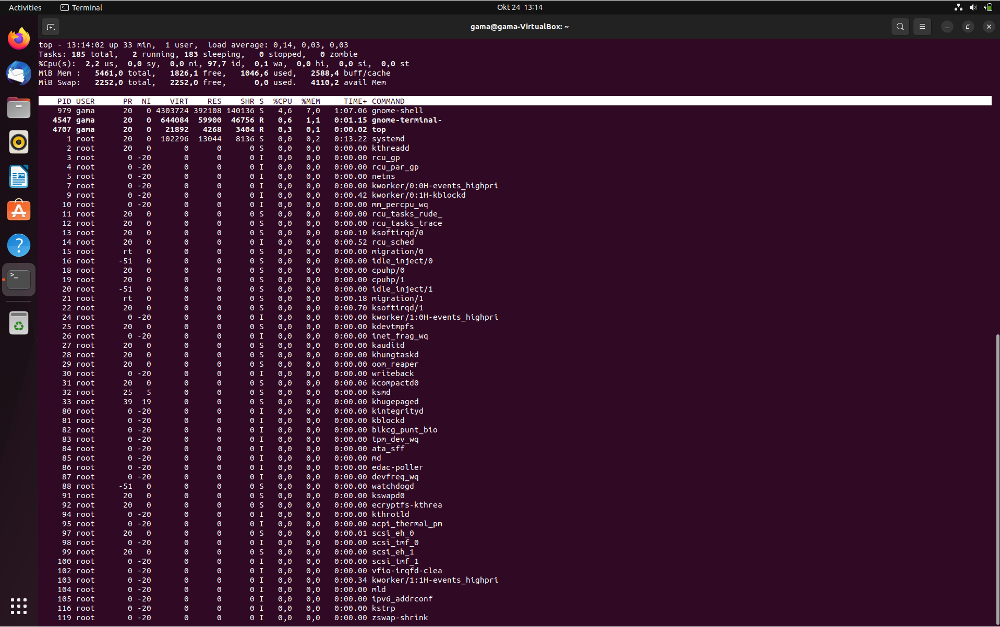 Activities Terminal Okt 24 13:14
gama@gama-VirtualBox: ~
top - 13:14:02 up 33 min, 1 user, load average: 0,14, 0,03, 0,03
Tasks: 185 total, 2 running, 183 sleeping, 0 stopped, 0 zombie
%Cpu(s): 2,2 us, 0,0 sy, 0,0 ni, 97,7 id, 0,1 wa, 0,0 hi, 0,0 si, 0,0 st
MiB Mem : 5461,0 total, 1826,1 free, 1046,6 used, 2588,4 buff/cache
MiB Swap: 2252,0 total, 2252,0 free, 0,0 used. 4110,2 avail Mem
PID USER PR NI VIRT RES SHR S %CPU %MEM TIME+ COMMAND
979 gama 20 0 4303724 392108 140136 S 4,6 7,0 1:07.06 gnome-shell
4547 gama 20 0 644084 59900 46756 R 0,6 1,1 0:01.15 gnome-terminal-
4707 gama 20 0 21892 4268 3404 R 0,3 0,1 0:00.02 top
1 root 20 0 102296 13044 8136 S 0,0 0,2 0:13.22 systemd
2 root 20 0 0 0 0 S 0,0 0,0 0:00.00 kthreadd
3 root 0 -20 0 0 0 I 0,0 0,0 0:00.00 rcu_gp
4 root 0 -20 0 0 0 I 0,0 0,0 0:00.00 rcu_par_gp
5 root 0 -20 0 0 0 I 0,0 0,0 0:00.00 netns
7 root 0 -20 0 0 0 I 0,0 0,0 0:00.00 kworker/0:0H-events_highpri
9 root 0 -20 0 0 0 I 0,0 0,0 0:00.42 kworker/0:1H-kblockd
10 root 0 -20 0 0 0 I 0,0 0,0 0:00.00 mm_percpu_wq
11 root 20 0 0 0 0 S 0,0 0,0 0:00.00 rcu_tasks_rude_
12 root 20 0 0 0 0 S 0,0 0,0 0:00.00 rcu_tasks_trace
13 root 20 0 0 0 0 S 0,0 0,0 0:00.10 ksoftirqd/0
14 root 20 0 0 0 0 I 0,0 0,0 0:00.52 rcu_sched
15 root rt 0 0 0 0 S 0,0 0,0 0:00.00 migration/0
16 root -51 0 0 0 0 S 0,0 0,0 0:00.00 idle_inject/0
18 root 20 0 0 0 0 S 0,0 0,0 0:00.00 cpuhp/0
19 root 20 0 0 0 0 S 0,0 0,0 0:00.00 cpuhp/1
20 root -51 0 0 0 0 S 0,0 0,0 0:00.00 idle_inject/1
21 root rt 0 0 0 0 S 0,0 0,0 0:00.18 migration/1
22 root 20 0 0 0 0 S 0,0 0,0 0:00.70 ksoftirqd/1
24 root 0 -20 0 0 0 I 0,0 0,0 0:00.00 kworker/1:0H-events_highpri
25 root 20 0 0 0 0 S 0,0 0,0 0:00.00 kdevtmpfs
26 root 0 -20 0 0 0 I 0,0 0,0 0:00.00 inet_frag_wq
27 root 20 0 0 0 0 S 0,0 0,0 0:00.00 kauditd
28 root 20 0 0 0 0 S 0,0 0,0 0:00.00 khungtaskd
29 root 20 0 0 0 0 S 0,0 0,0 0:00.00 oom_reaper
30 root 0 -20 0 0 0 I 0,0 0,0 0:00.00 writeback
31 root 20 0 0 0 0 S 0,0 0,0 0:00.06 kcompactd0
32 root 25 5 0 0 0 S 0,0 0,0 0:00.00 ksmd
33 root 39 19 0 0 0 S 0,0 0,0 0:00.00 khugepaged
80 root 0 -20 0 0 0 I 0,0 0,0 0:00.00 kintegrityd
81 root 0 -20 0 0 0 I 0,0 0,0 0:00.00 kblockd
82 root 0 -20 0 0 0 I 0,0 0,0 0:00.00 blkcg_punt_bio
83 root 0 -20 0 0 0 I 0,0 0,0 0:00.00 tpm_dev_wq
84 root 0 -20 0 0 0 I 0,0 0,0 0:00.00 ata_sff
85 root 0 -20 0 0 0 I 0,0 0,0 0:00.00 md
86 root 0 -20 0 0 0 I 0,0 0,0 0:00.00 edac-poller
87 root 0 -20 0 0 0 I 0,0 0,0 0:00.00 devfreq_wq
88 root -51 0 0 0 0 S 0,0 0,0 0:00.00 watchdogd
91 root 20 0 0 0 0 S 0,0 0,0 0:00.00 kswapd0
92 root 20 0 0 0 0 S 0,0 0,0 0:00.00 ecryptfs-kthrea
94 root 0 -20 0 0 0 I 0,0 0,0 0:00.00 kthrotld
95 root 0 -20 0 0 0 I 0,0 0,0 0:00.00 acpi_thermal_pm
97 root 20 0 0 0 0 S 0,0 0,0 0:00.01 scsi_eh_0
98 root 0 -20 0 0 0 I 0,0 0,0 0:00.00 scsi_tmf_0
99 root 20 0 0 0 0 S 0,0 0,0 0:00.00 scsi_eh_1
100 root 0 -20 0 0 0 I 0,0 0,0 0:00.00 scsi_tmf_1
102 root 0 -20 0 0 0 I 0,0 0,0 0:00.00 vfio-irqfd-clea
103 root 0 -20 0 0 0 I 0,0 0,0 0:00.34 kworker/1:1H-events_highpri
104 root 0 -20 0 0 0 I 0,0 0,0 0:00.00 mld
105 root 0 -20 0 0 0 I 0,0 0,0 0:00.00 ipv6_addrconf
116 root 0 -20 0 0 0 I 0,0 0,0 0:00.00 kstrp
119 root 0 -20 0 0 0 I 0,0 0,0 0:00.00 zswap-shrink